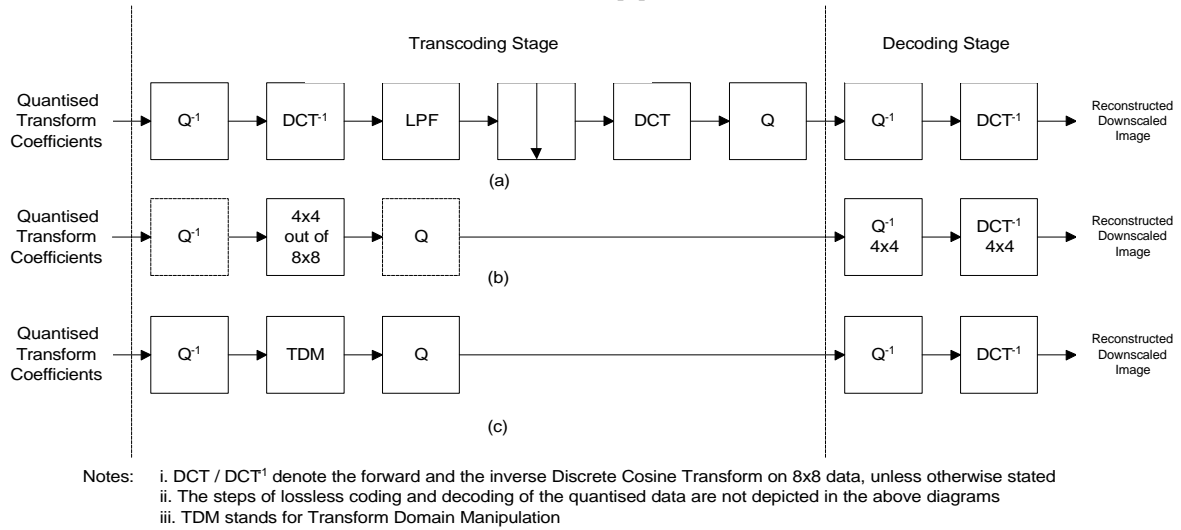 Transcoding Stage
Decoding Stage
Quantised
Transform
Coefficients
Q-1
DCT-1
LPF
DCT
Q
Q-1
DCT-1
Reconstructed
Downscaled
Image
(a)
Quantised
Transform
Coefficients
Q-1
4x4
out of
8x8
Q
Q-1
4x4
DCT-1
4x4
Reconstructed
Downscaled
Image
(b)
Quantised
Transform
Coefficients
Q-1
TDM
Q
Q-1
DCT-1
Reconstructed
Downscaled
Image
(c)
Notes: i. DCT / DCT-1 denote the forward and the inverse Discrete Cosine Transform on 8x8 data, unless otherwise stated
ii. The steps of lossless coding and decoding of the quantised data are not depicted in the above diagrams
iii. TDM stands for Transform Domain Manipulation